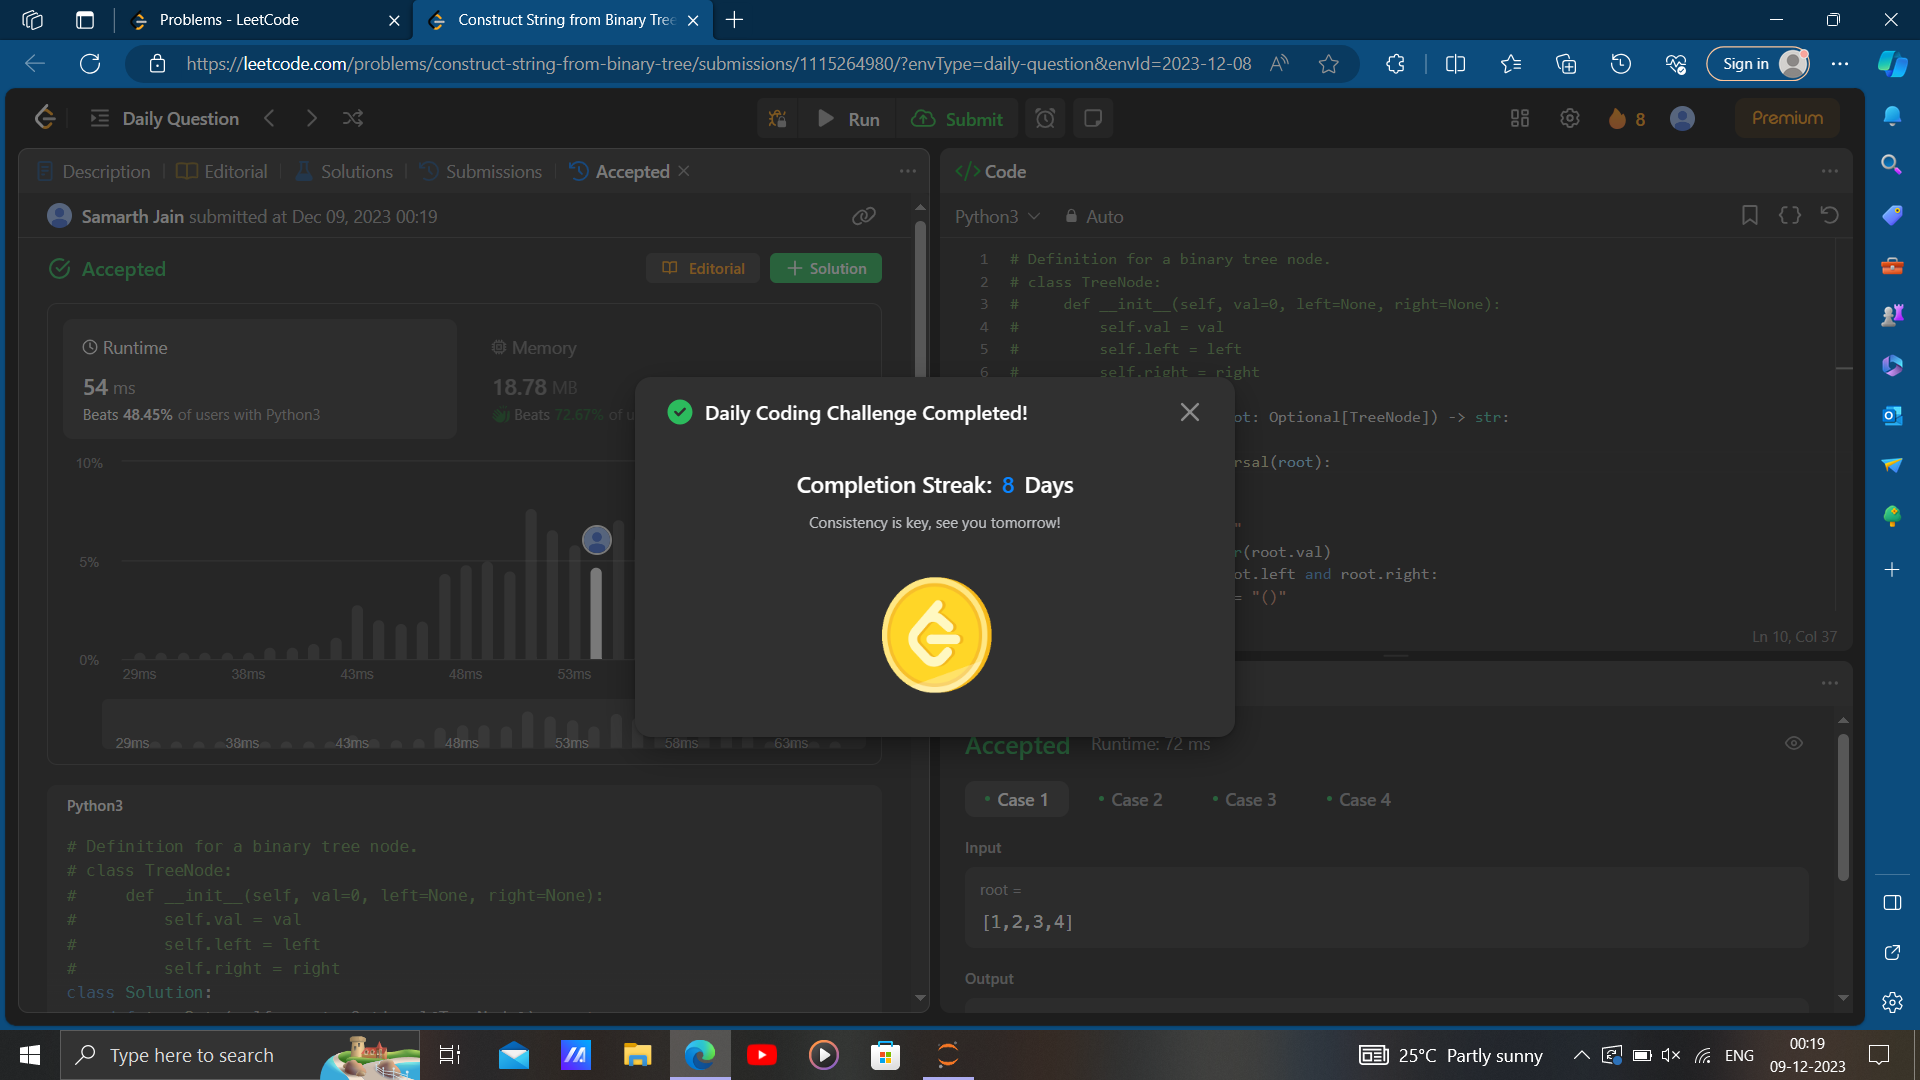 Problems - LeetCode
Construct String from Binary Tree
https://leetcode.com/problems/construct-string-from-binary-tree/submissions/1115264980/?envType=daily-question&envId=2023-12-08
Sign in
Daily Question
Run
Submit
8
Premium
Description
Editorial
Solutions
Submissions
Accepted
</> Code
Samarth Jain submitted at Dec 09, 2023 00:19
Python3
Auto
Accepted
Editorial
Solution
Runtime
54 ms
Beats 48.45% of users with Python3
Memory
18.78 MB
Beats 72.67% of u
10%
5%
0%
29ms 38ms 43ms 48ms 53ms
29ms 38ms 43ms 48ms 53ms 58ms 63ms
Python3
# Definition for a binary tree node.
# class TreeNode:
#     def __init__(self, val=0, left=None, right=None):
#         self.val = val
#         self.left = left
#         self.right = right
class Solution:
1 # Definition for a binary tree node.
2 # class TreeNode:
3 #     def __init__(self, val=0, left=None, right=None):
4 #         self.val = val
5 #         self.left = left
6 #         self.right = right
ot: Optional[TreeNode]) -> str:
rsal(root):
"
r(root.val)
ot.left and root.right:
= "()"
Ln 10, Col 37
Daily Coding Challenge Completed!
Completion Streak: 8 Days
Consistency is key, see you tomorrow!
Accepted
Runtime: 72 ms
Case 1
Case 2
Case 3
Case 4
Input
root =
[1,2,3,4]
Output
Type here to search
25°C Partly sunny
ENG
00:19
09-12-2023